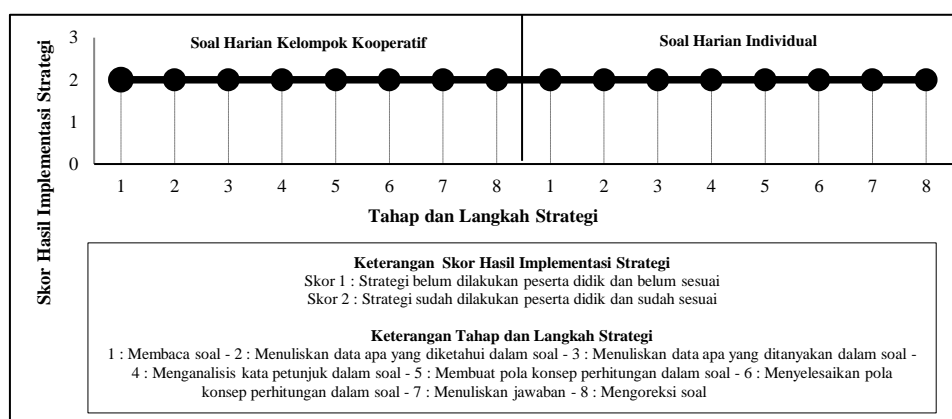 Soal Harian Kelompok Kooperatif
Soal Harian Individual
Skor Hasil Implementasi Strategi
3
2
1
0
1 2 3 4 5 6 7 8 1 2 3 4 5 6 7 8
Tahap dan Langkah Strategi
Keterangan Skor Hasil Implementasi Strategi
Skor 1 : Strategi belum dilakukan peserta didik dan belum sesuai
Skor 2 : Strategi sudah dilakukan peserta didik dan sudah sesuai
Keterangan Tahap dan Langkah Strategi
1 : Membaca soal - 2 : Menuliskan data apa yang diketahui dalam soal - 3 : Menuliskan data apa yang ditanyakan dalam soal -
4 : Menganalisis kata petunjuk dalam soal - 5 : Membuat pola konsep perhitungan dalam soal - 6 : Menyelesaikan pola
konsep perhitungan dalam soal - 7 : Menuliskan jawaban - 8 : Mengoreksi soal